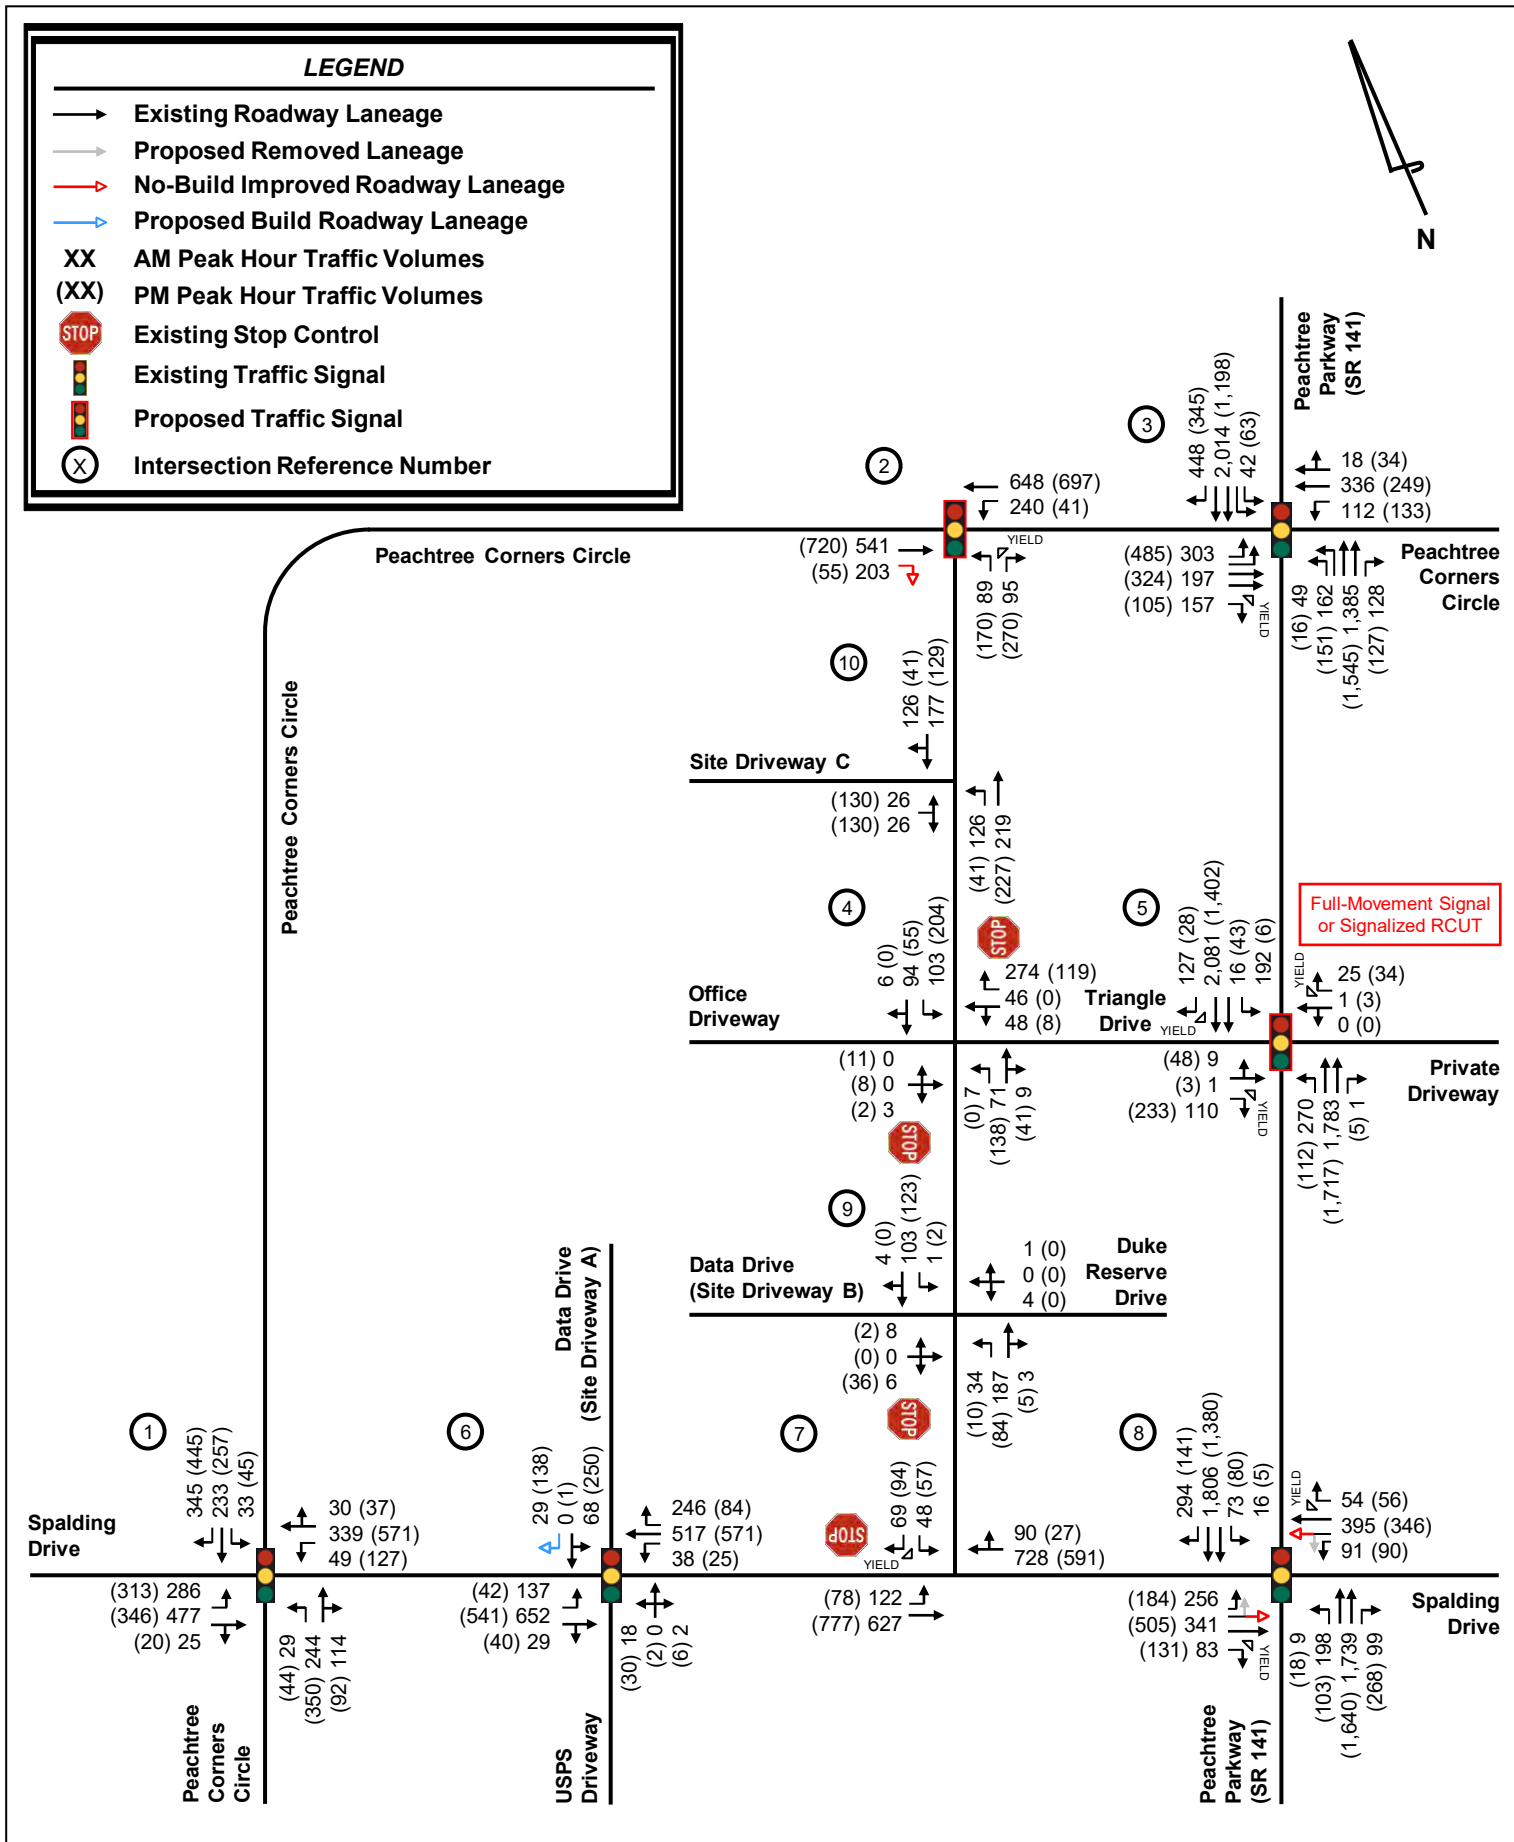 LEGEND
Existing Roadway Laneage
Proposed Removed Laneage
No-Build Improved Roadway Laneage
Proposed Build Roadway Laneage
XX AM Peak Hour Traffic Volumes
(XX) PM Peak Hour Traffic Volumes
STOP Existing Stop Control
Existing Traffic Signal
Proposed Traffic Signal
X Intersection Reference Number
N
Peachtree
Parkway
(SR 141)
3
448 (345)
2,014 (1,198)
42 (63)
18 (34)
336 (249)
112 (133)
(485) 303
(324) 197
(105) 157
YIELD
(16) 49
(151) 162
(1,545) 1,385
(127) 128
Peachtree
Corners
Circle
2
648 (697)
240 (41)
(720) 541
(55) 203
YIELD
(170) 89
(270) 95
Peachtree Corners Circle
Peachtree Corners Circle
10
126 (41)
177 (129)
Site Driveway C
(130) 26
(130) 26
(41) 126
(227) 219
4
6 (0)
94 (55)
103 (204)
STOP
274 (119)
46 (0)
48 (8)
Office
Driveway
Triangle
Drive
(11) 0
(8) 0
(2) 3
STOP
(0) 7
(138) 71
(41) 9
5
127 (28)
2,081 (1,402)
16 (43)
192 (6)
Full-Movement Signal
or Signalized RCUT
YIELD
25 (34)
1 (3)
0 (0)
YIELD
(48) 9
(3) 1
(233) 110
YIELD
(112) 270
(1,717) 1,783
(5) 1
Private
Driveway
9
4 (0)
103 (123)
1 (2)
1 (0)
0 (0)
4 (0)
Data Drive
(Site Driveway B)
Duke
Reserve
Drive
(2) 8
(0) 0
(36) 6
STOP
(10) 34
(84) 187
(5) 3
1
345 (445)
233 (257)
33 (45)
30 (37)
339 (571)
49 (127)
Spalding
Drive
(313) 286
(346) 477
(20) 25
(44) 29
(350) 244
(92) 114
Peachtree
Corners
Circle
6
Data Drive
(Site Driveway A)
29 (138)
0 (1)
68 (250)
246 (84)
517 (571)
38 (25)
(42) 137
(541) 652
(40) 29
(30) 18
(2) 0
(6) 2
USPS
Driveway
7
STOP
YIELD
69 (94)
48 (57)
90 (27)
728 (591)
(78) 122
(777) 627
8
294 (141)
1,806 (1,380)
73 (80)
16 (5)
YIELD
54 (56)
395 (346)
91 (90)
(184) 256
(505) 341
(131) 83
YIELD
(18) 9
(103) 198
(1,640) 1,739
(268) 99
Spalding
Drive
Peachtree
Parkway
(SR 141)